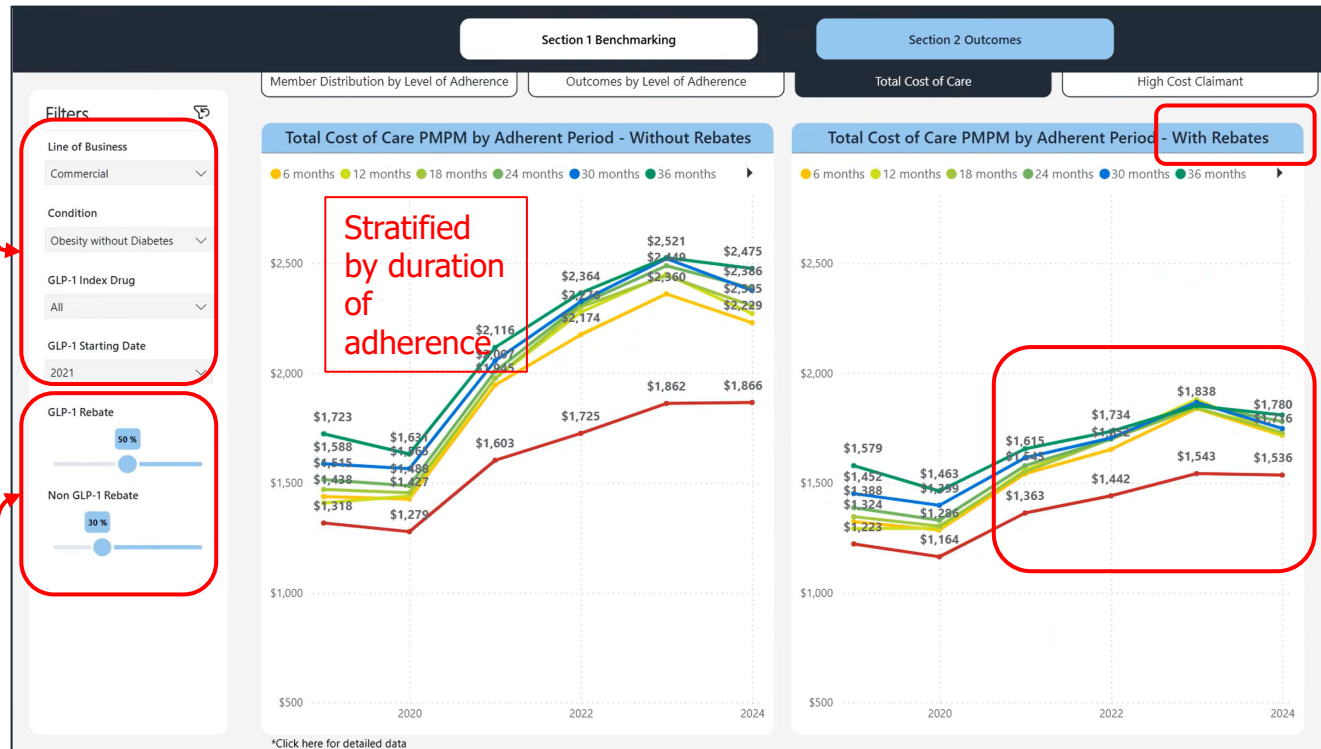 Section 1 Benchmarking
Section 2 Outcomes
Member Distribution by Level of Adherence
Outcomes by Level of Adherence
Total Cost of Care
High Cost Claimant
Filters
Line of Business
Commercial
Condition
Obesity without Diabetes
GLP-1 Index Drug
All
GLP-1 Starting Date
2021
GLP-1 Rebate
50 %
Non GLP-1 Rebate
30 %
Total Cost of Care PMPM by Adherent Period - Without Rebates
6 months 12 months 18 months 24 months 30 months 36 months
Stratified
by duration
of
adherence
$2,500
$2,000
$1,500
$1,000
$500
$1,723
$1,588
$1,515
$1,438
$1,318
$1,631
$1,565
$1,488
$1,427
$1,279
$2,116
$1,945
$1,603
$2,364
$2,174
$1,725
$2,521
$2,360
$1,862
$2,475
$2,386
$2,229
$1,866
2020
2022
2024
Total Cost of Care PMPM by Adherent Period - With Rebates
6 months 12 months 18 months 24 months 30 months 36 months
$2,500
$2,000
$1,500
$1,000
$500
$1,579
$1,452
$1,388
$1,324
$1,223
$1,463
$1,399
$1,286
$1,164
$1,615
$1,545
$1,363
$1,734
$1,442
$1,838
$1,543
$1,780
$1,536
2020
2022
2024
*Click here for detailed data